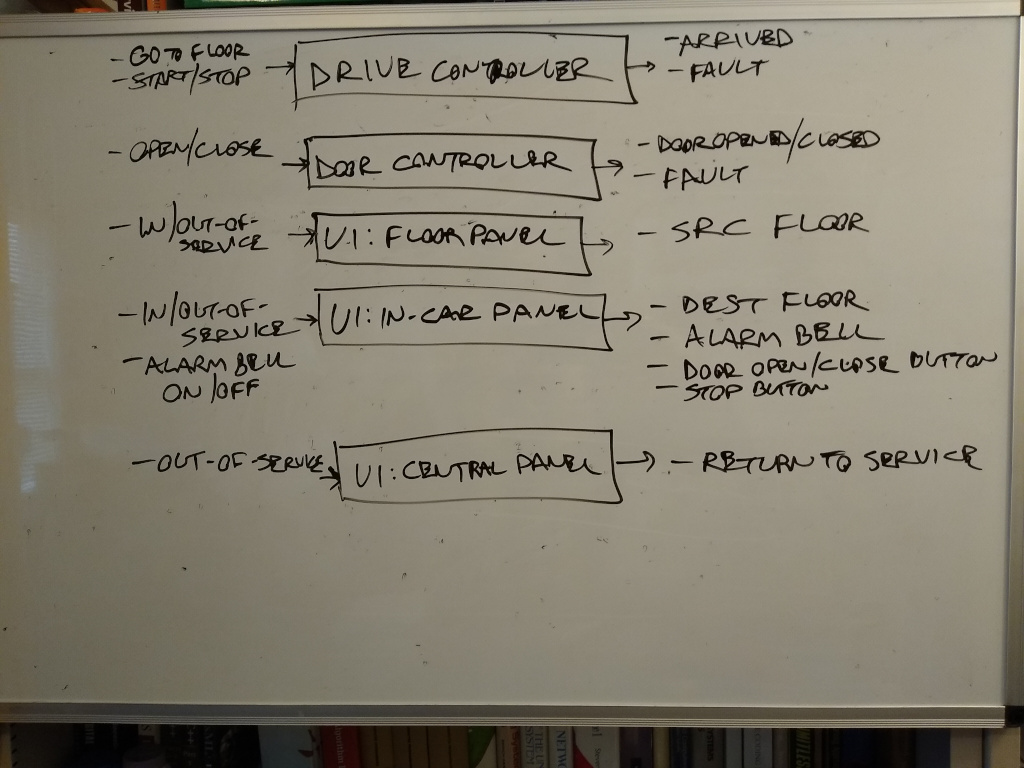 - GO TO FLOOR
- START/STOP
DRIVE CONTROLLER
- ARRIVED
- FAULT
- OPEN/CLOSE
DOOR CONTROLLER
- DOOR OPENED/CLOSED
- FAULT
- IN/OUT-OF-
SERVICE
UI: FLOOR PANEL
- SRC FLOOR
- IN/OUT-OF-
SERVICE
- ALARM BELL
ON/OFF
UI: IN-CAR PANEL
- DEST FLOOR
- ALARM BELL
- DOOR OPEN/CLOSE BUTTON
- STOP BUTTON
- OUT-OF-SERVICE
UI: CENTRAL PANEL
- RETURN TO SERVICE